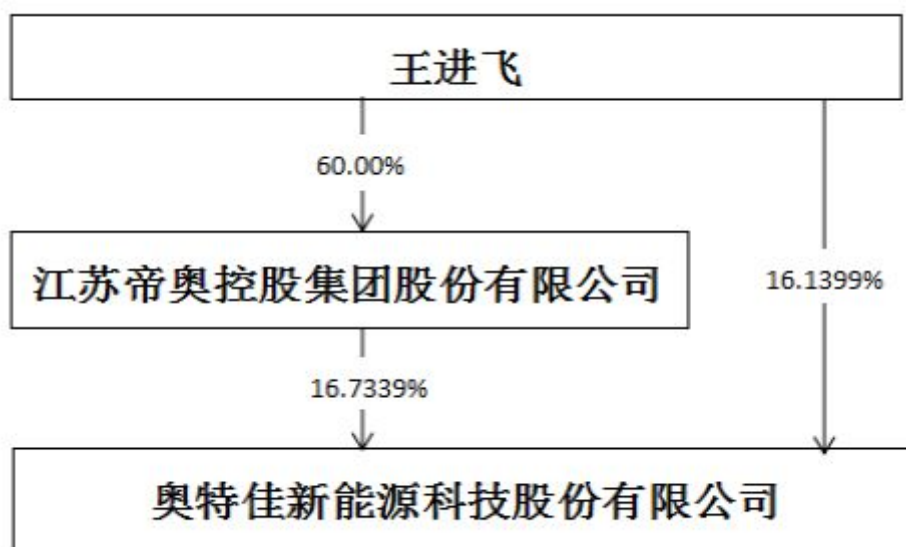 王进飞
60.00%
江苏帝奥控股集团股份有限公司
16.1399%
16.7339%
奥特佳新能源科技股份有限公司